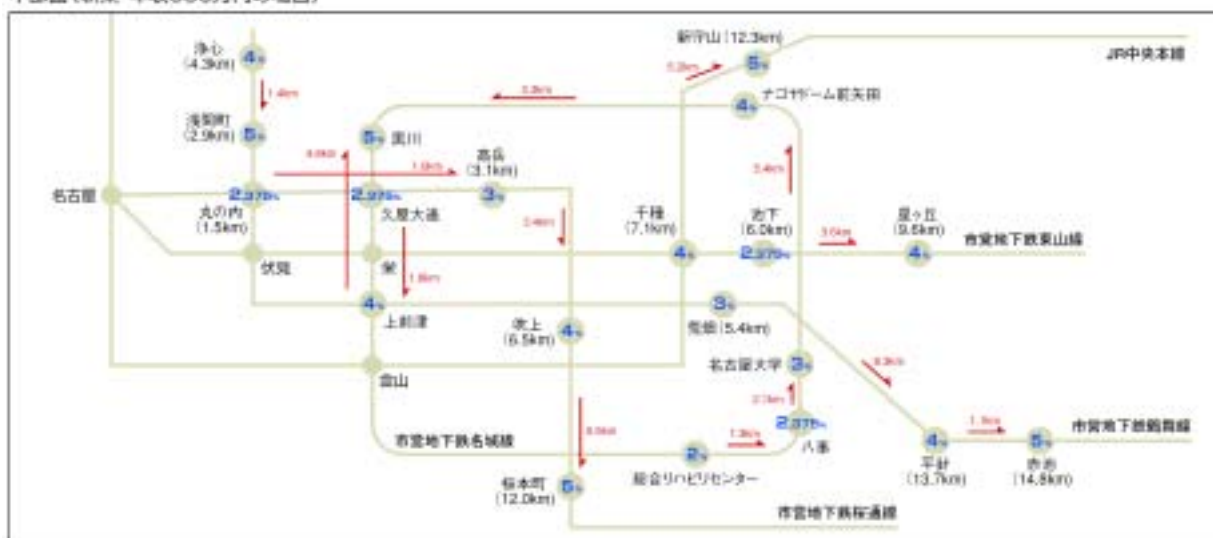 新守山(12.3km)
JR中央本線
浄心
(4.3km)
4%
5%
1.4km
ナゴヤドーム前矢田
4%
浅間町
(2.9km)
5%
5%
黒川
高岳
(3.1km)
3%
名古屋
2.975%
丸の内
(1.5km)
2.975%
久屋大通
千種
(7.1km)
池下
(6.0km)
星ヶ丘
(9.6km)
伏見
栄
4%
2.975%
4%
市営地下鉄東山線
4%
上前津
3%
荒畑(5.4km)
吹上
(6.5km)
4%
名古屋大学
3%
金山
市営地下鉄名城線
2%
総合リハビリセンター
2.975%
八事
市営地下鉄鶴舞線
4%
平針
(13.7km)
5%
赤池
(14.8km)
桜本町
(12.0km)
5%
市営地下鉄桜通線